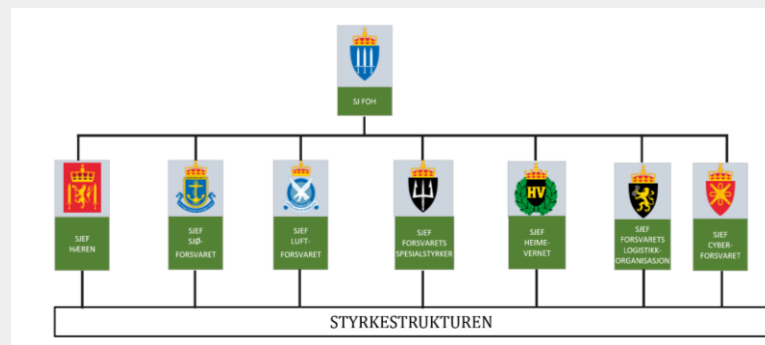 SJ FOH
HV
SJEF
HÆREN
SJEF
SJØ-
FORSVARET
SJEF
LUFT-
FORSVARET
SJEF
FORSVARETS
SPESIALSTYRKER
SJEF
HEIME-
VERNET
SJEF
FORSVARETS
LOGISTIKK-
ORGANISASJON
SJEF
CYBER-
FORSVARET
STYRKESTRUKTUREN